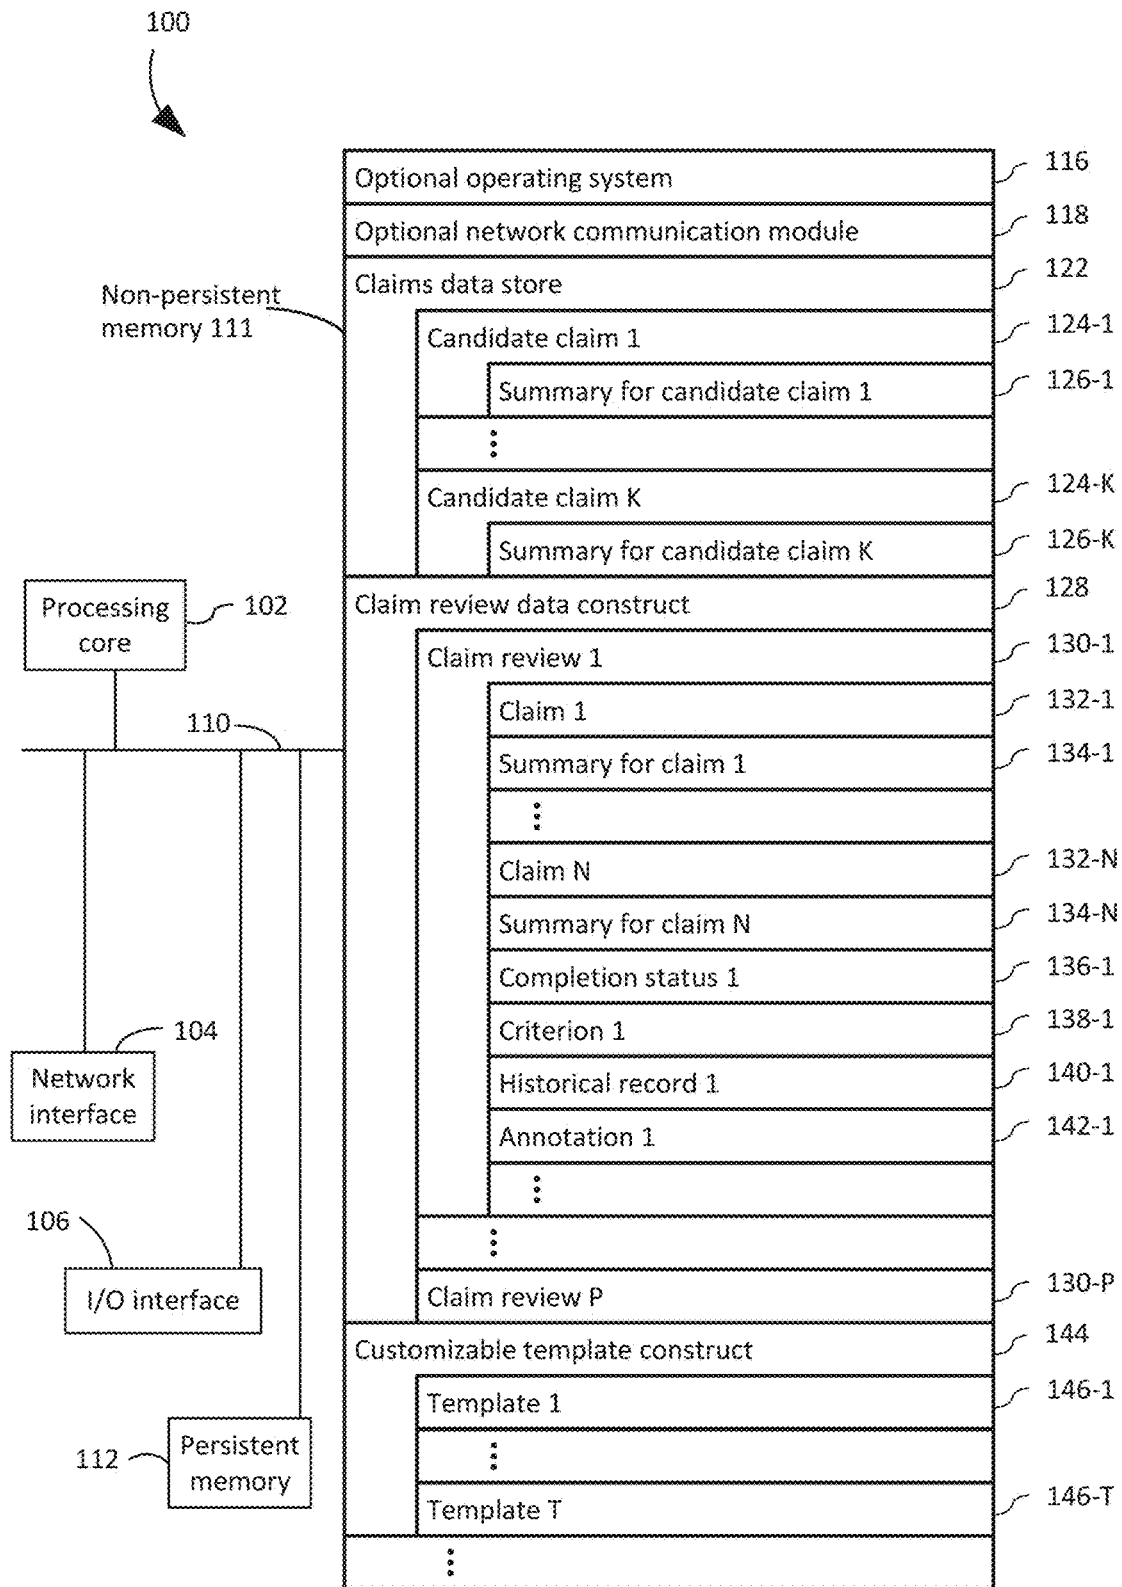 100
Optional operating system
116
Optional network communication module
118
Claims data store
122
Non-persistent
memory 111
Candidate claim 1
124-1
Summary for candidate claim 1
126-1
Candidate claim K
124-K
Summary for candidate claim K
126-K
Claim review data construct
128
Processing
core
102
Claim review 1
130-1
Claim 1
132-1
110
Summary for claim 1
134-1
Claim N
132-N
Summary for claim N
134-N
Completion status 1
136-1
Criterion 1
138-1
104
Network
interface
Historical record 1
140-1
Annotation 1
142-1
106
I/O interface
Claim review P
130-P
Customizable template construct
144
Template 1
146-1
112
Persistent
memory
Template T
146-T